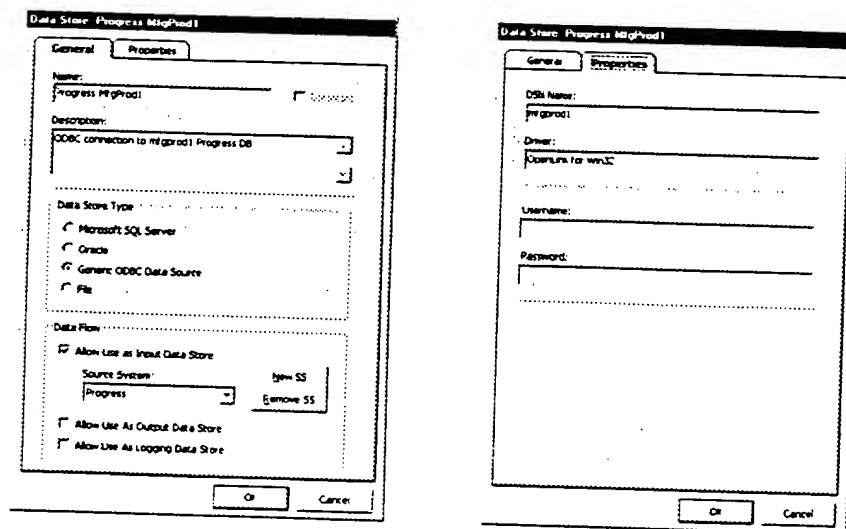 Data Store Progress MfgProd1
General Properties
Name:
Progress MfgProd1
Description:
ODBC connection to mfgprod1 Progress DB
Data Store Type
Microsoft SQL Server
Oracle
Generic ODBC Data Source
File
Data Flow
Allow Use as Input Data Store
Source System:
New SS
Progress
Remove SS
Allow Use As Output Data Store
Allow Use As Logging Data Store
OK Cancel
Data Store Progress MfgProd1
General Properties
DSN Name:
mfgprod1
Driver:
OpenLink for Win32
Username:
Password:
OK Cancel